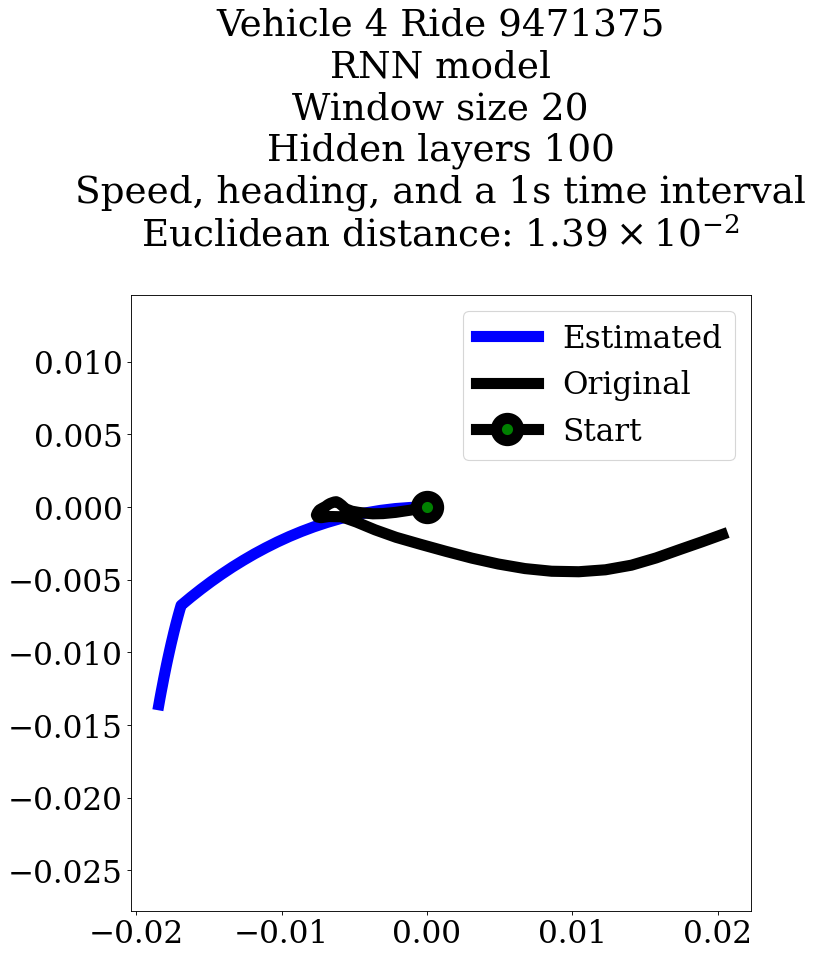 Vehicle 4 Ride 9471375
RNN model
Window size 20
Hidden layers 100
Speed, heading, and a 1s time interval
Euclidean distance: 1.39 × 10⁻²
Estimated
Original
Start
0.010
0.005
0.000
−0.005
−0.010
−0.015
−0.020
−0.025
−0.02 −0.01 0.00 0.01 0.02